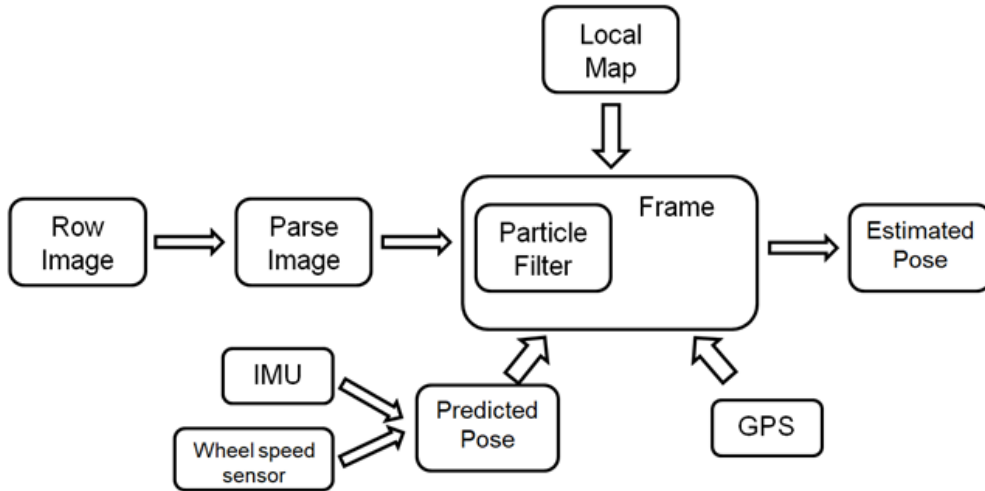 Local
Map
Row
Image
Parse
Image
Particle
Filter
Frame
Estimated
Pose
IMU
Wheel speed
sensor
Predicted
Pose
GPS